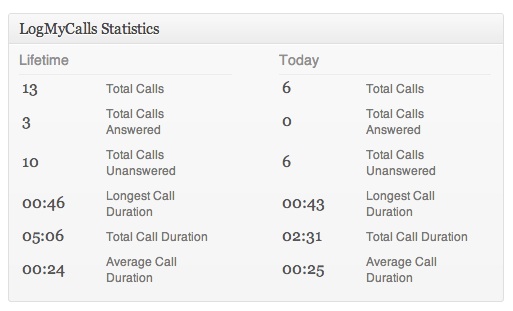 LogMyCalls Statistics
Lifetime Today
13 Total Calls 6 Total Calls
3 Total Calls Answered 0 Total Calls Answered
10 Total Calls Unanswered 6 Total Calls Unanswered
00:46 Longest Call Duration 00:43 Longest Call Duration
05:06 Total Call Duration 02:31 Total Call Duration
00:24 Average Call Duration 00:25 Average Call Duration